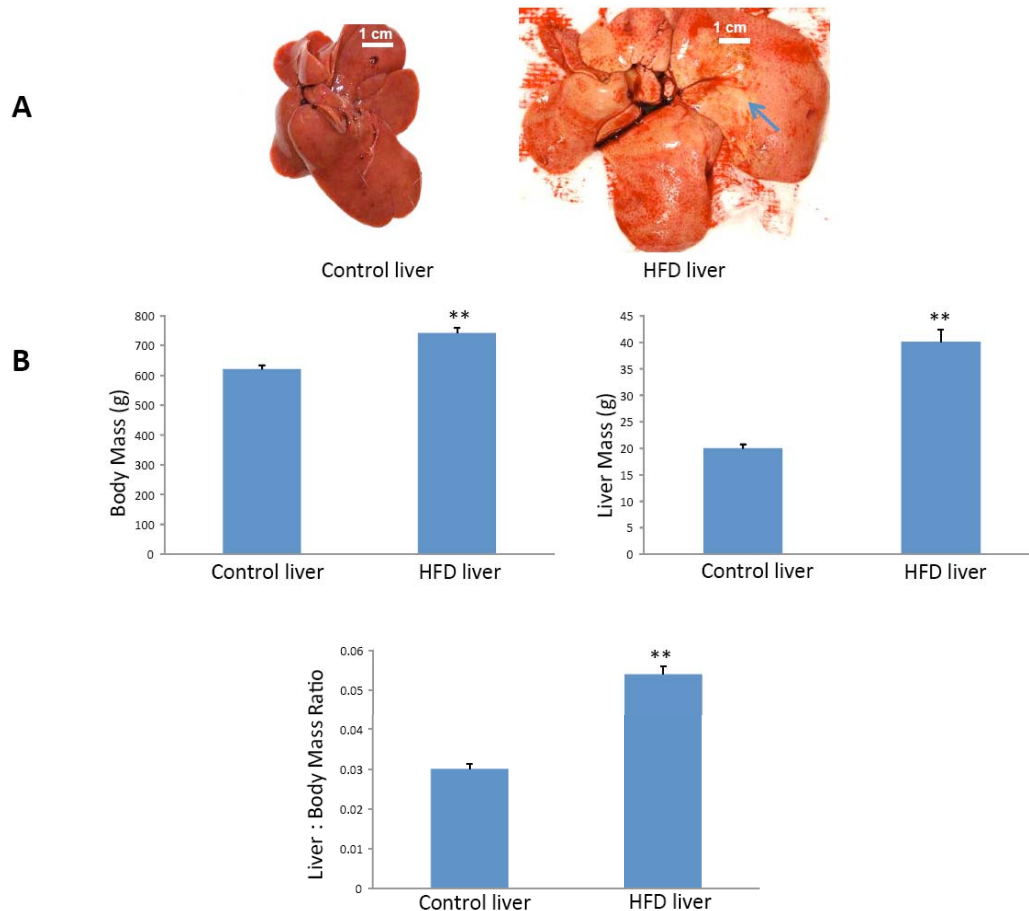 A
1 cm
1 cm
Control liver
HFD liver
B
Body Mass (g)
800
700
600
500
400
300
200
100
0
**
Control liver
HFD liver
Liver Mass (g)
45
40
35
30
25
20
15
10
5
0
**
Control liver
HFD liver
Liver : Body Mass Ratio
0.06
0.05
0.04
0.03
0.02
0.01
0
**
Control liver
HFD liver